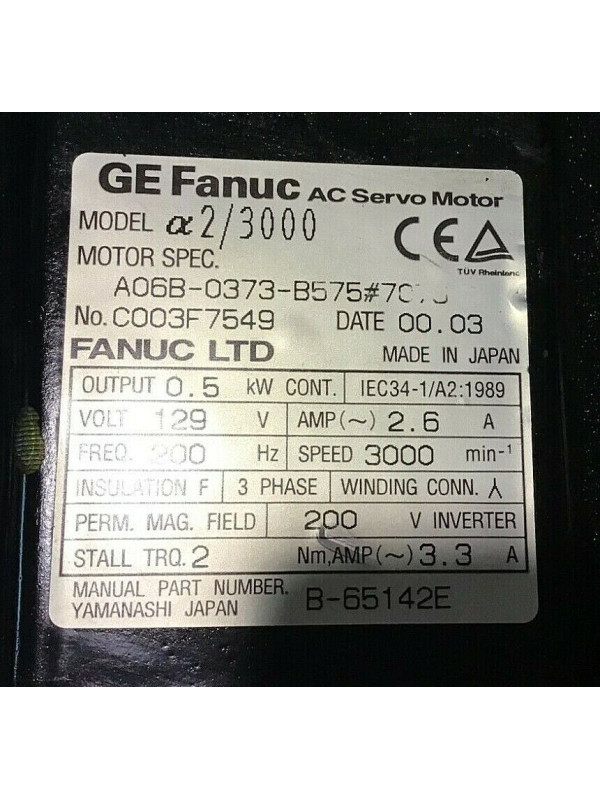 GE Fanuc AC Servo Motor
MODEL α2/3000
CE
TÜV Rheinland
MOTOR SPEC.
No. C003F7549 DATE 00.03
FANUC LTD MADE IN JAPAN
OUTPUT 0.5 kW CONT. IEC34-1/A2:1989
VOLT 129 V AMP(～) 2.6 A
FREQ. 200 Hz SPEED 3000 min⁻¹
INSULATION F 3 PHASE WINDING CONN. 人
PERM. MAG. FIELD 200 V INVERTER
STALL TRQ. 2 Nm, AMP(～) 3.3 A
MANUAL PART NUMBER. B-65142E
YAMANASHI JAPAN